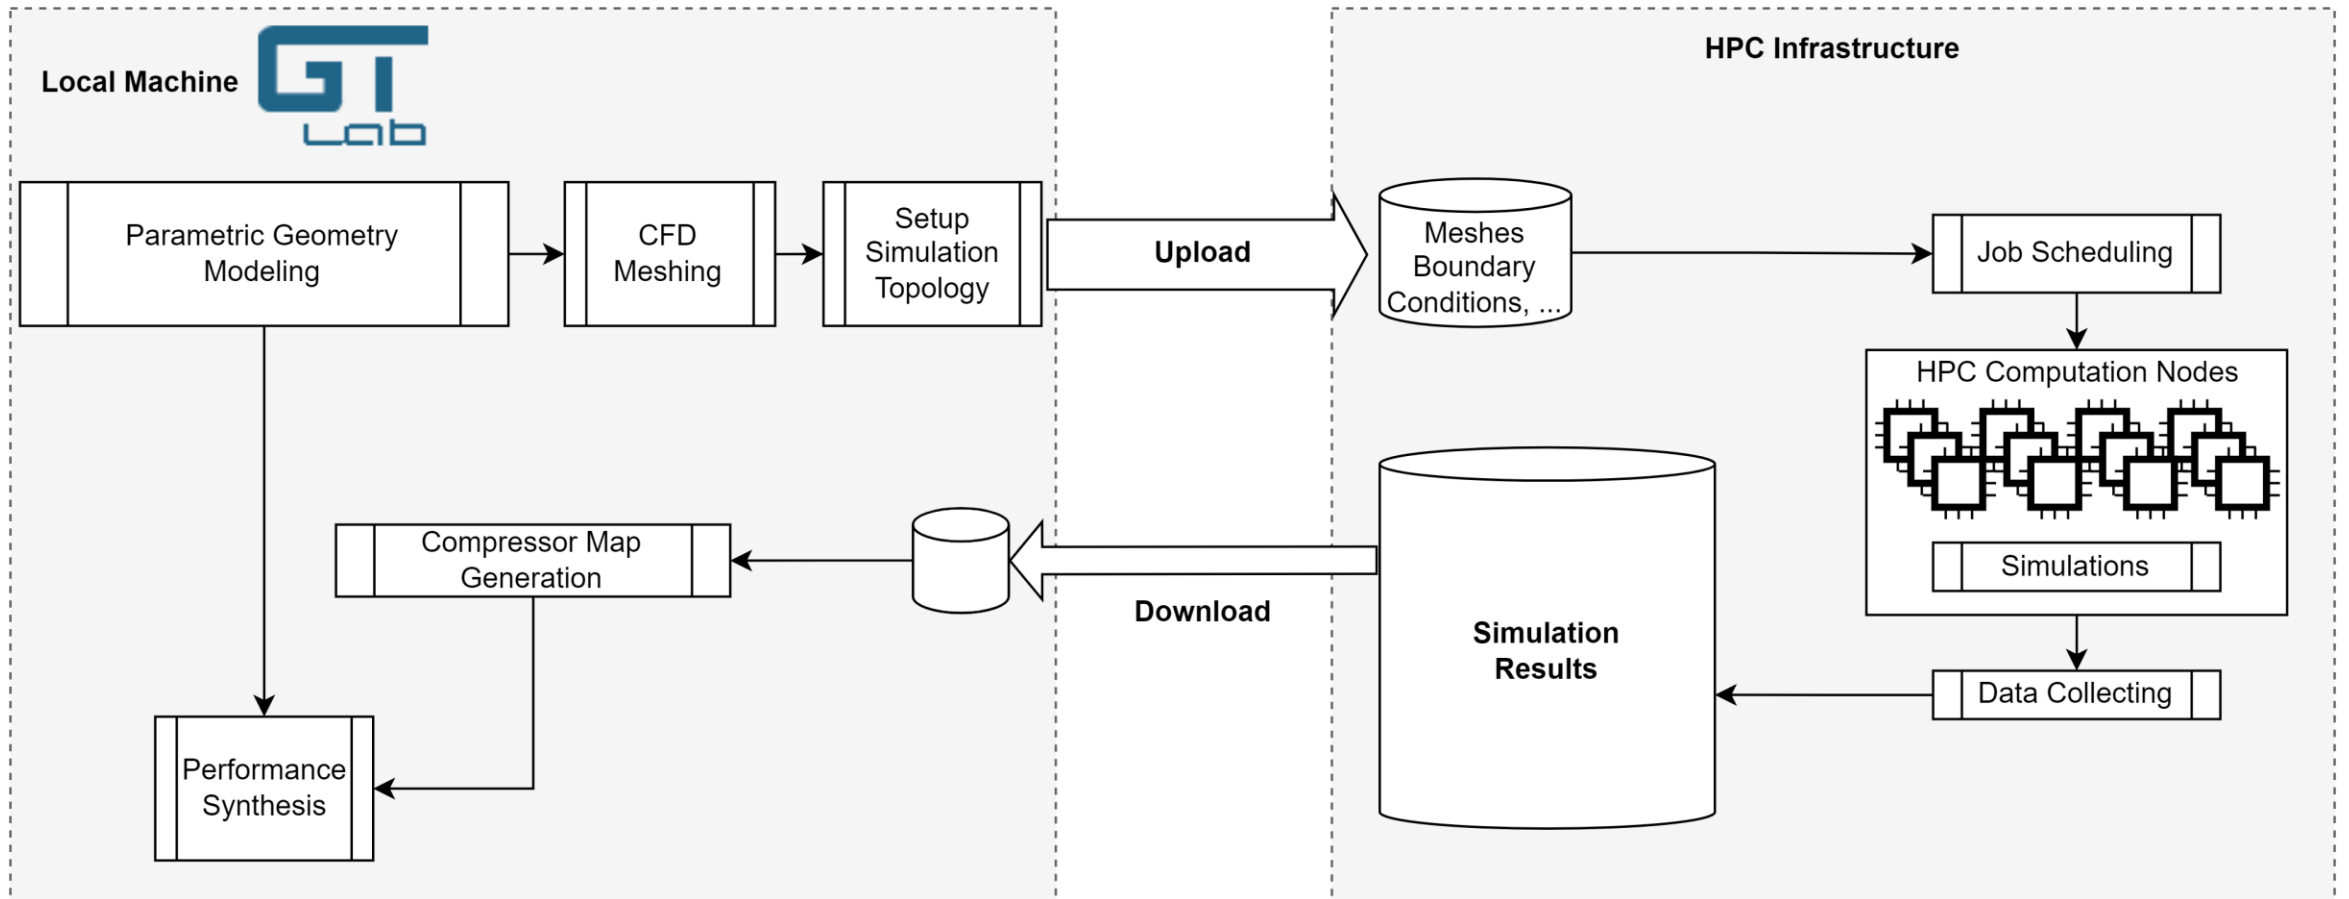 Local Machine
GT
Lab
HPC Infrastructure
Parametric Geometry
Modeling
CFD
Meshing
Setup
Simulation
Topology
Upload
Meshes
Boundary
Conditions, ...
Job Scheduling
HPC Computation Nodes
Simulations
Data Collecting
Simulation
Results
Download
Compressor Map
Generation
Performance
Synthesis